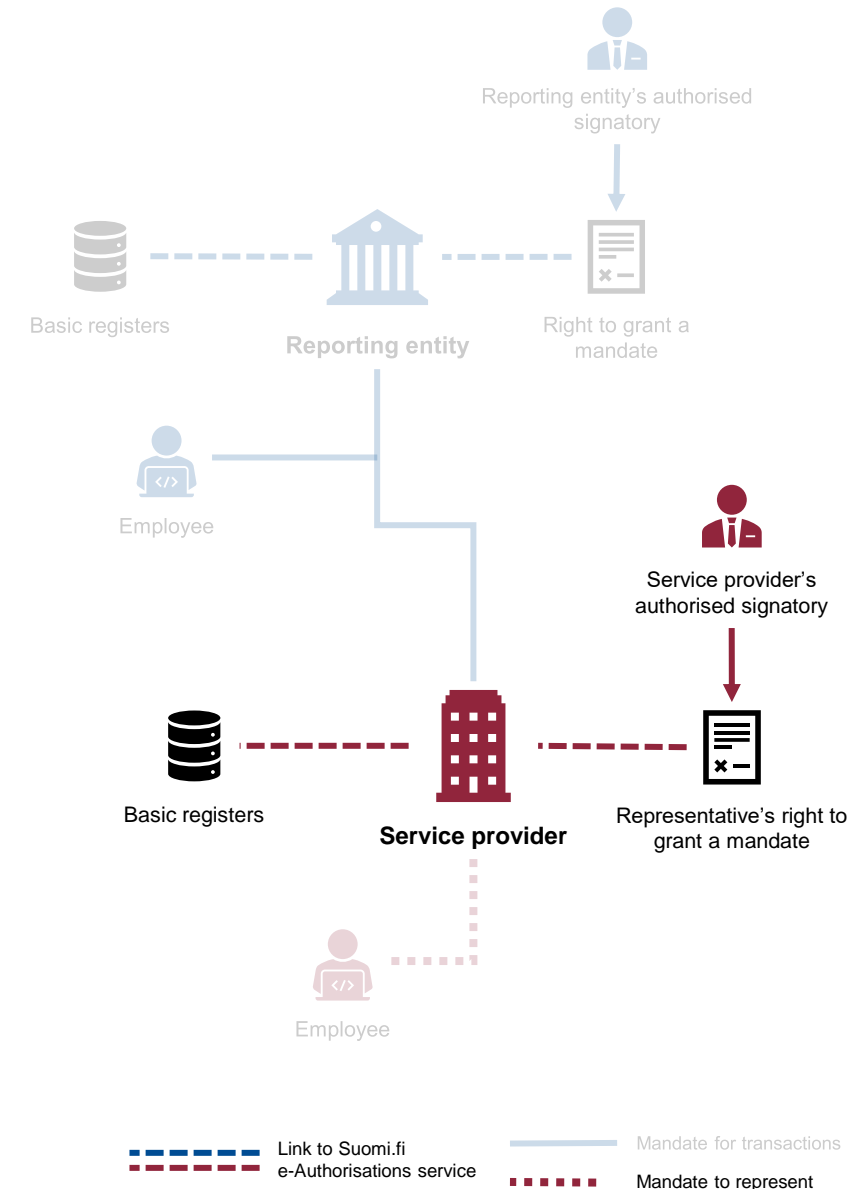 Reporting entity's authorised
signatory
Basic registers
Reporting entity
Right to grant a
mandate
</>
Employee
Service provider's
authorised signatory
Basic registers
Service provider
Representative's right to
grant a mandate
</>
Employee
Link to Suomi.fi
e-Authorisations service
Mandate for transactions
Mandate to represent